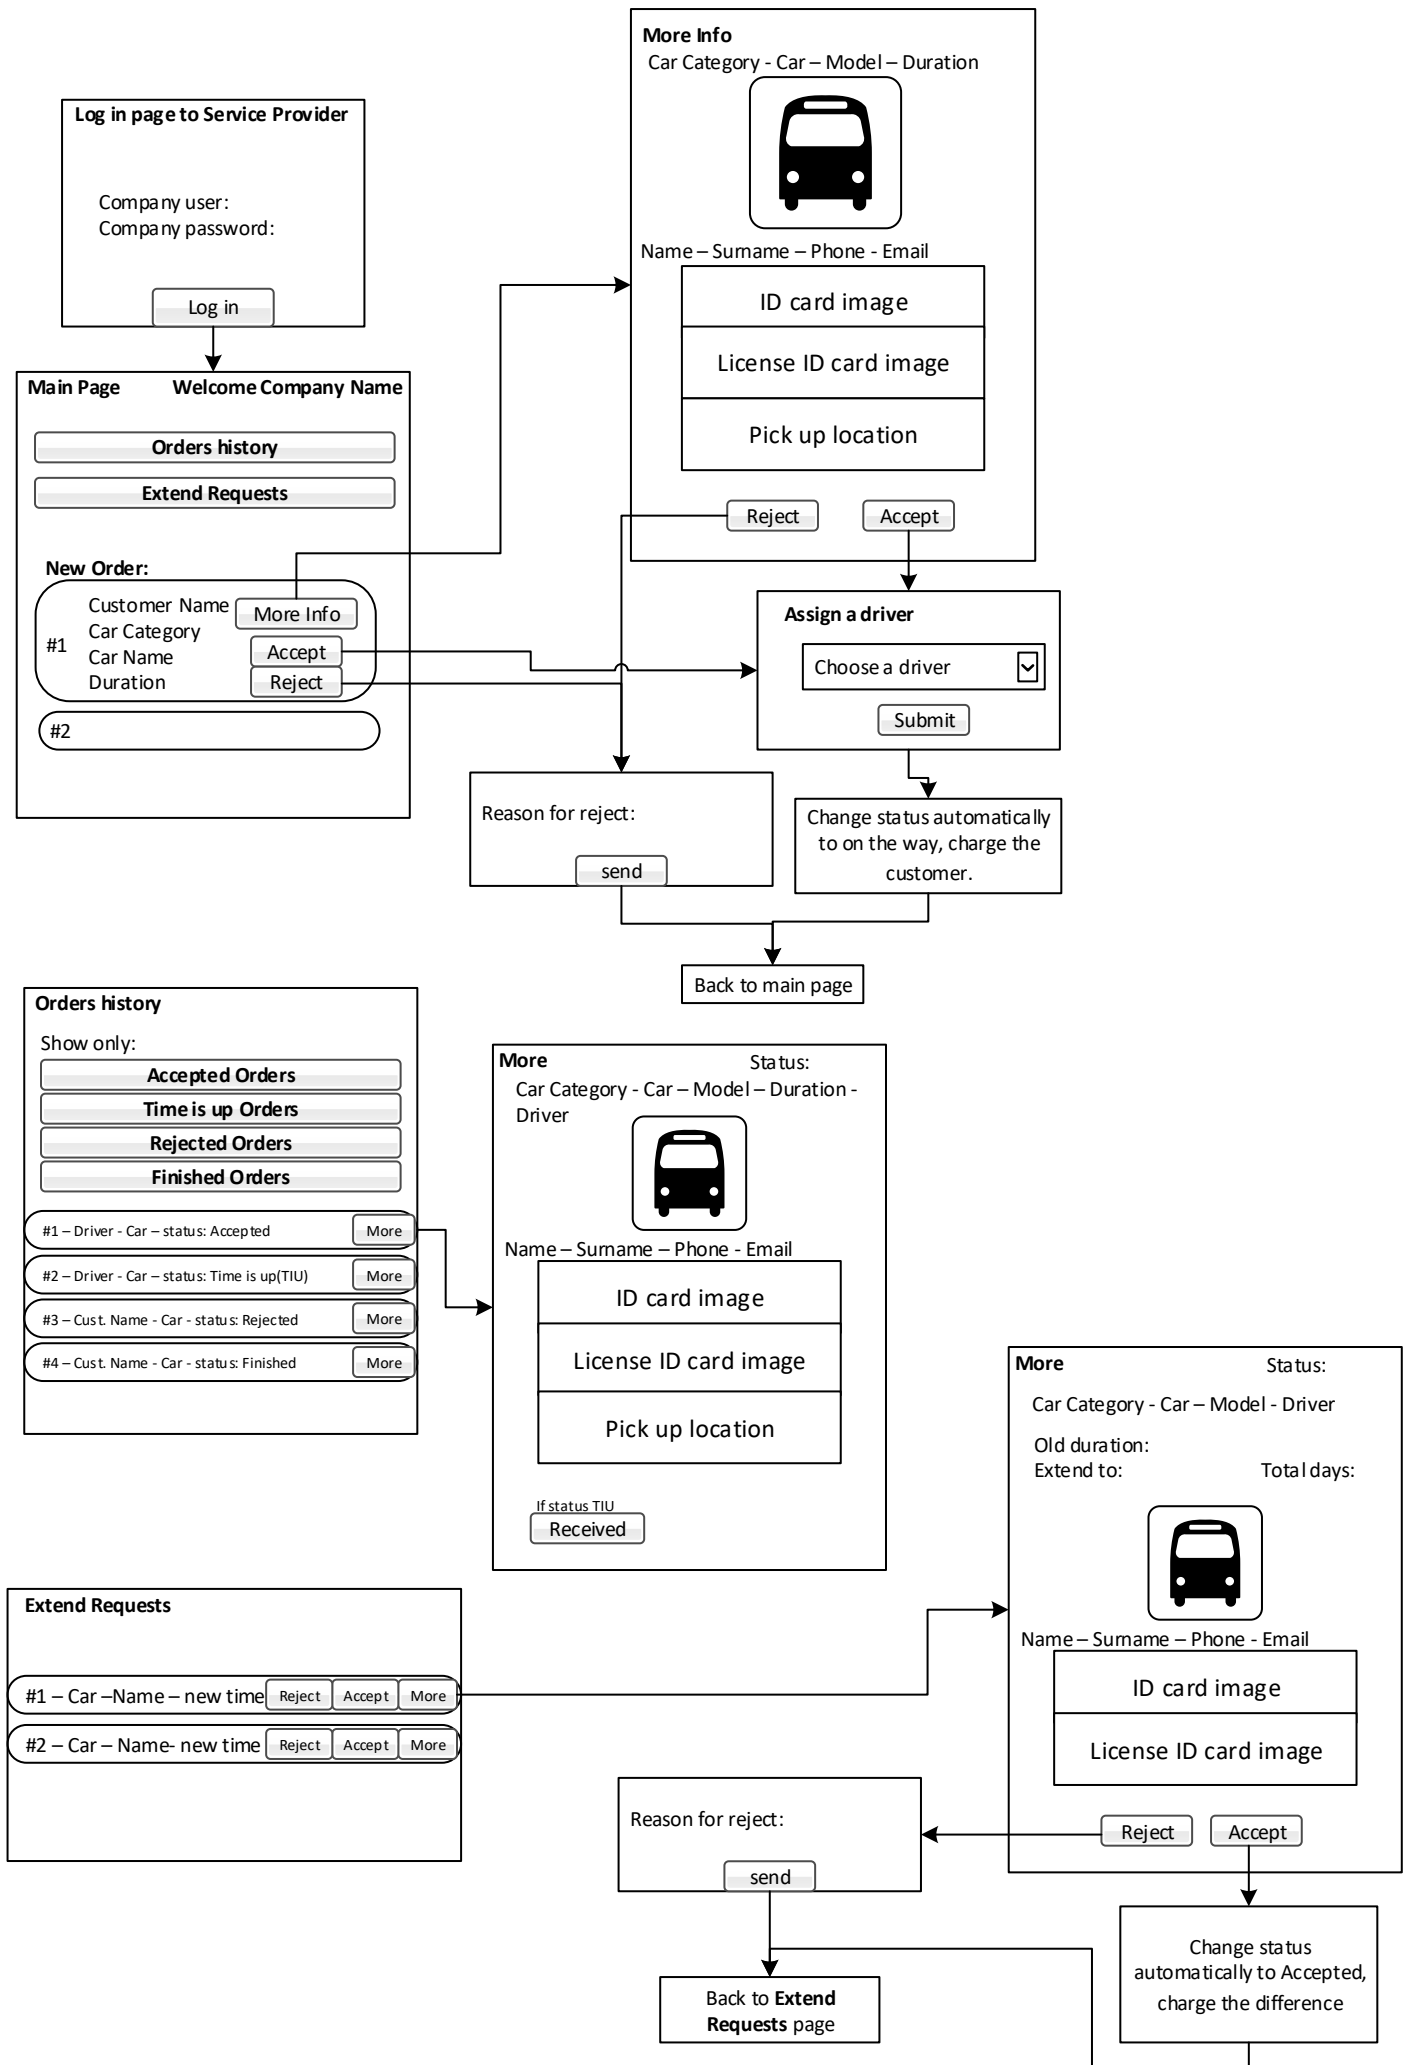 More Info
Car Category - Car – Model – Duration
Name – Surname – Phone - Email
ID card image
License ID card image
Pick up location
Reject
Accept
Log in page to Service Provider
Company user:
Company password:
Log in
Main Page
Welcome Company Name
Orders history
Extend Requests
New Order:
#1
Customer Name
Car Category
Car Name
Duration
More Info
Accept
Reject
#2
Assign a driver
Choose a driver
Submit
Reason for reject:
send
Change status automatically
to on the way, charge the
customer.
Back to main page
Orders history
Show only:
Accepted Orders
Time is up Orders
Rejected Orders
Finished Orders
#1 – Driver - Car – status: Accepted More
#2 – Driver - Car – status: Time is up(TIU) More
#3 – Cust. Name - Car - status: Rejected More
#4 – Cust. Name - Car - status: Finished More
More
Status:
Car Category - Car – Model – Duration -
Driver
Name – Surname – Phone - Email
ID card image
License ID card image
Pick up location
If status TIU
Received
Extend Requests
#1 – Car –Name – new time Reject Accept More
#2 – Car – Name- new time Reject Accept More
More
Status:
Car Category - Car – Model - Driver
Old duration:
Extend to:
Total days:
Name – Surname – Phone - Email
ID card image
License ID card image
Reject
Accept
Reason for reject:
send
Change status
automatically to Accepted,
charge the difference
Back to Extend
Requests page